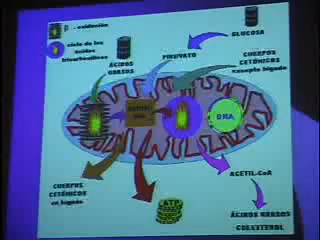 β - oxidación
ciclo de los
ácidos
tricarboxílicos
ÁCIDOS
GRASOS
PIRUVATO
GLUCOSA
CUERPOS
CETÓNICOS
excepto hígado
DNA
CUERPOS
CETÓNICOS
en hígado
ATP
ACETIL-CoA
ÁCIDOS GRASOS
COLESTEROL